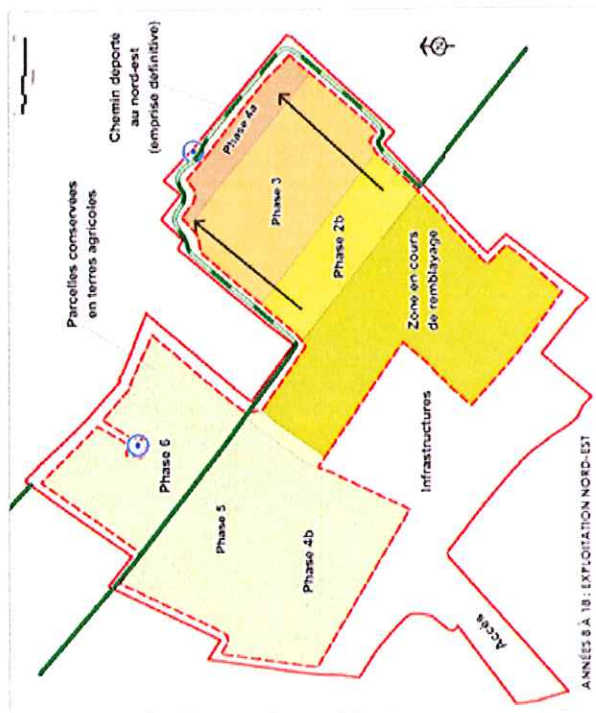 Parcelles conservées
en terres agricoles
Chemin déporté
au nord-est
(emprise définitive)
Phase 4a
Phase 3
Phase 2b
Zone en cours
de remblayage
Phase 6
Phase 5
Phase 4b
Infrastructures
Accès
N
ANNÉES 8 À 18 : EXPLOITATION NORD-EST